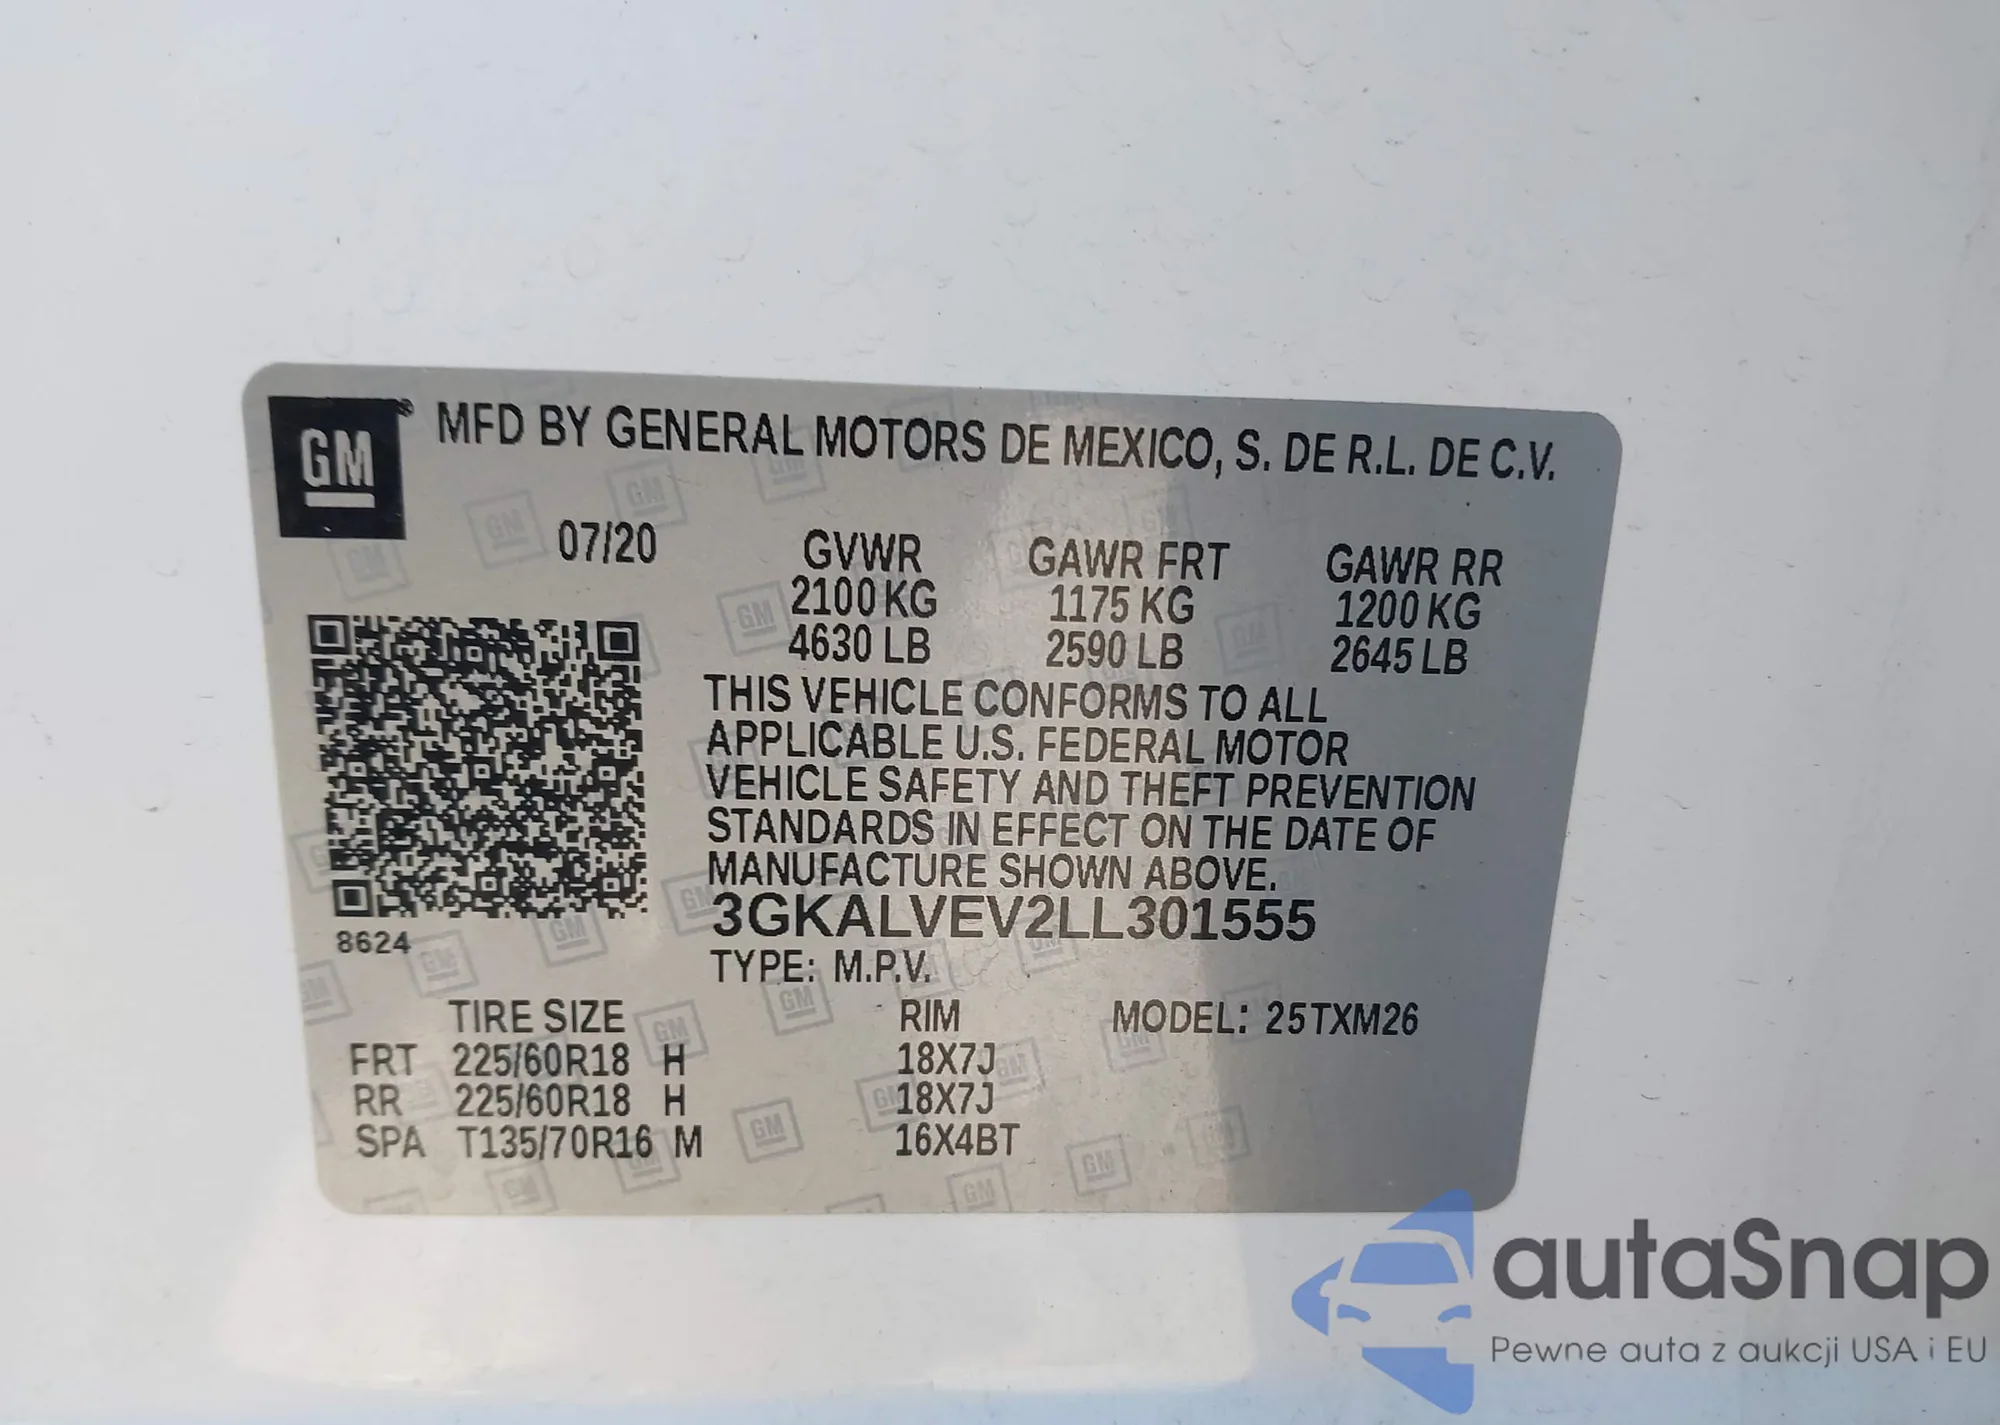 GM® MFD BY GENERAL MOTORS DE MEXICO, S. DE R.L. DE C.V.
07/20 GVWR GAWR FRT GAWR RR
2100 KG 1175 KG 1200 KG
4630 LB 2590 LB 2645 LB
THIS VEHICLE CONFORMS TO ALL
APPLICABLE U.S. FEDERAL MOTOR
VEHICLE SAFETY AND THEFT PREVENTION
STANDARDS IN EFFECT ON THE DATE OF
MANUFACTURE SHOWN ABOVE.
3GKALVEV2LL301555
8624
TYPE: M.P.V.
TIRE SIZE RIM MODEL: 25TXM26
FRT 225/60R18 H 18X7J
RR 225/60R18 H 18X7J
SPA T135/70R16 M 16X4BT
autaSnap
Pewne auta z aukcji USA i EU